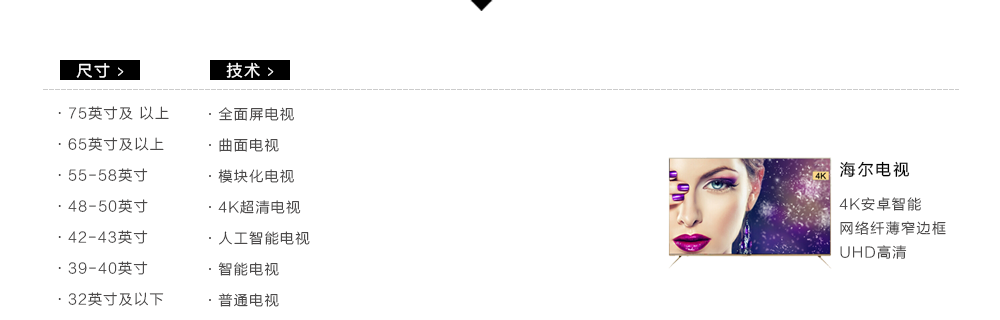 尺寸 >
· 75英寸及 以上
· 65英寸及以上
· 55-58英寸
· 48-50英寸
· 42-43英寸
· 39-40英寸
· 32英寸及以下
技术 >
· 全面屏电视
· 曲面电视
· 模块化电视
· 4K超清电视
· 人工智能电视
· 智能电视
· 普通电视
4K
海尔电视
4K安卓智能
网络纤薄窄边框
UHD高清